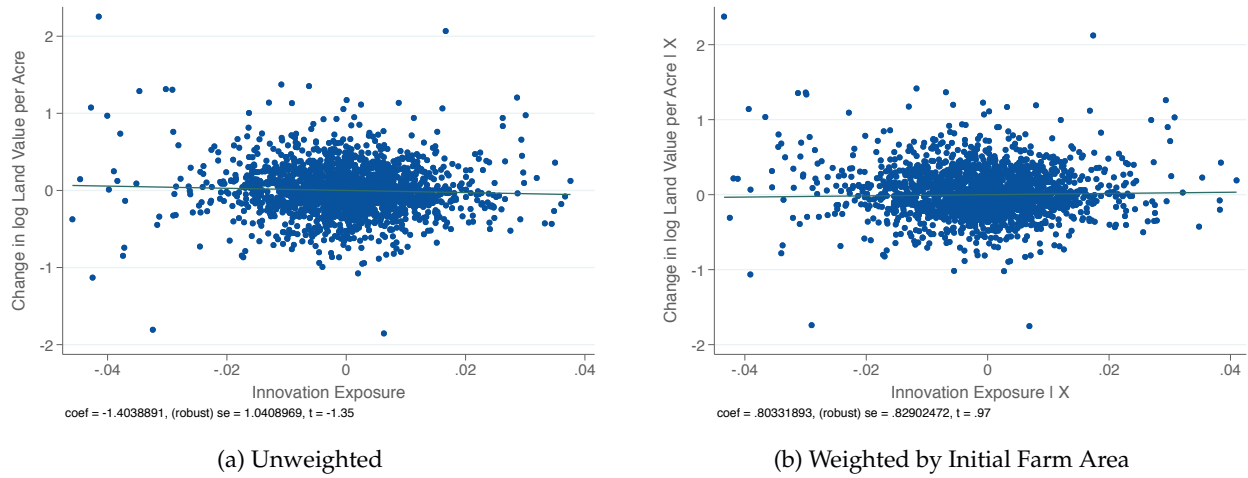 Change in log Land Value per Acre
2
1
0
-1
-2
-.04
-.02
0
.02
.04
Innovation Exposure
coef = -1.4038891, (robust) se = 1.0408969, t = -1.35
(a) Unweighted
Change in log Land Value per Acre | X
2
1
0
-1
-2
-.04
-.02
0
.02
.04
Innovation Exposure | X
coef = .80331893, (robust) se = .82902472, t = .97
(b) Weighted by Initial Farm Area